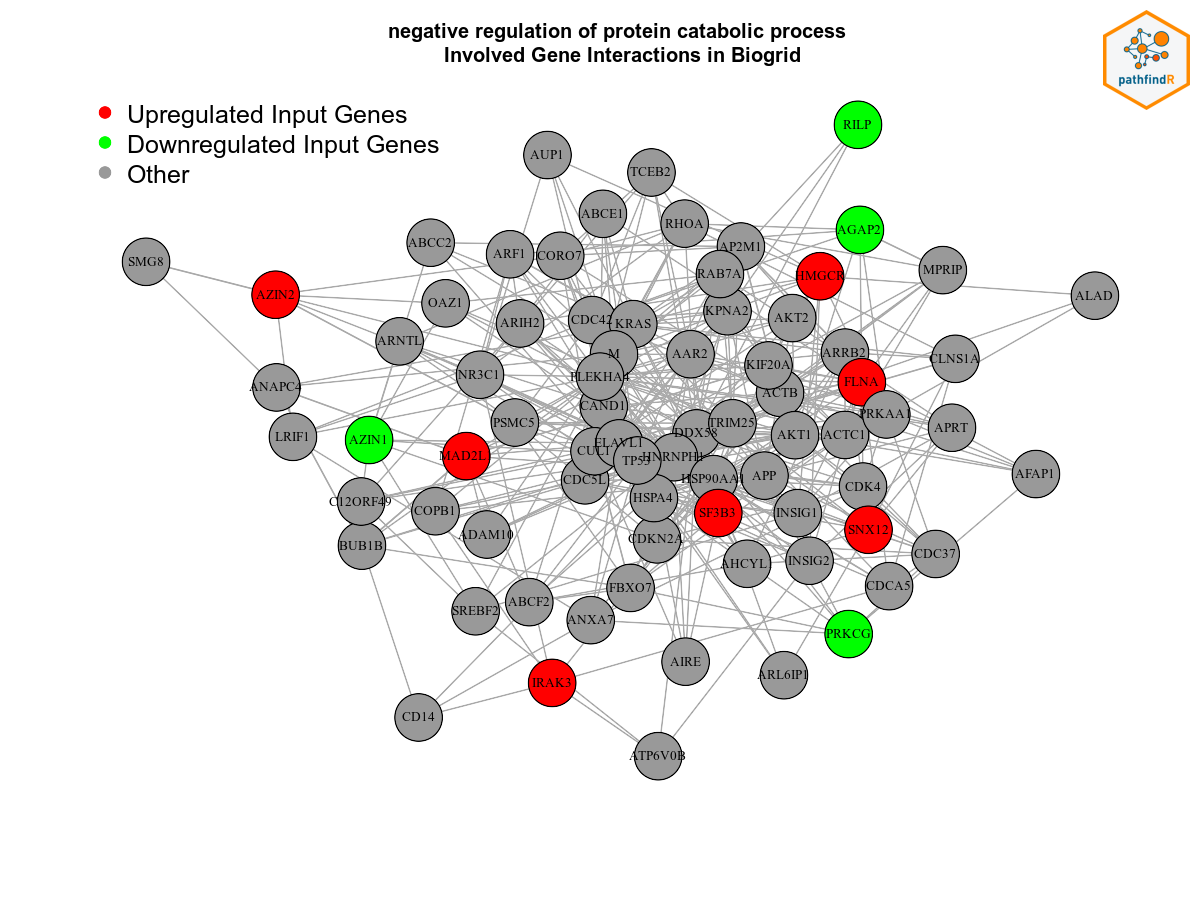 negative regulation of protein catabolic process
Involved Gene Interactions in Biogrid
pathfindR
Upregulated Input Genes
Downregulated Input Genes
Other
RILP
AUP1
TCEB2
ABCE1
RHOA
AGAP2
ABCC2
ARF1
CORO7
AP2M1
SMG8
RAB7A
HMGCR
MPRIP
AZIN2
ALAD
OAZ1
ARIH2
CDC42
KRAS
KPNA2
AKT2
ARNTL
M
AAR2
ARRB2
CLNS1A
NR3C1
PLEKHA4
KIF20A
FLNA
ANAPC4
ACTB
CAND1
PRKAA1
LRIF1
AZIN1
PSMC5
DDX58
TRIM25
AKT1
ACTC1
APRT
MAD2L
CUL1
ELAVL1
TP53
HNRNPH1
CDC5L
HSP90AA1
APP
CDK4
AFAP1
C12ORF49
COPB1
HSPA4
SF3B3
INSIG1
SNX12
BUB1B
ADAM10
CDKN2A
AHCYL
INSIG2
CDC37
SREBF2
ABCF2
FBXO7
CDCA5
ANXA7
PRKCG
IRAK3
AIRE
ARL6IP1
CD14
ATP6V0B